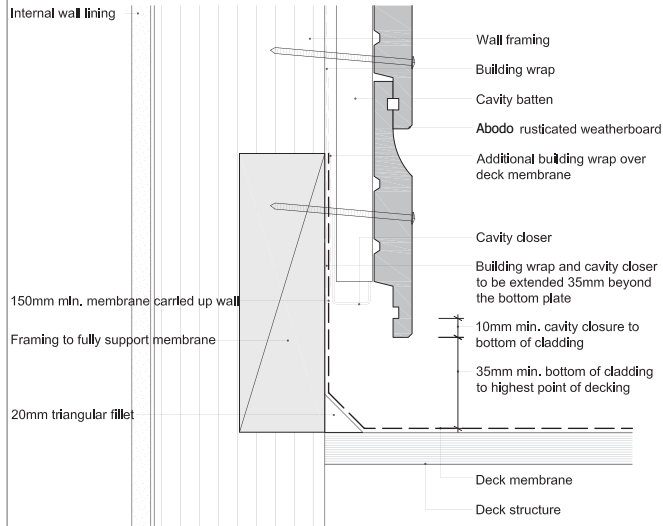 Internal wall lining
Wall framing
Building wrap
Cavity batten
Abodo rusticated weatherboard
Additional building wrap over
deck membrane
Cavity closer
Building wrap and cavity closer
to be extended 35mm beyond
the bottom plate
150mm min. membrane carried up wall
10mm min. cavity closure to
bottom of cladding
Framing to fully support membrane
35mm min. bottom of cladding
to highest point of decking
20mm triangular fillet
Deck membrane
Deck structure